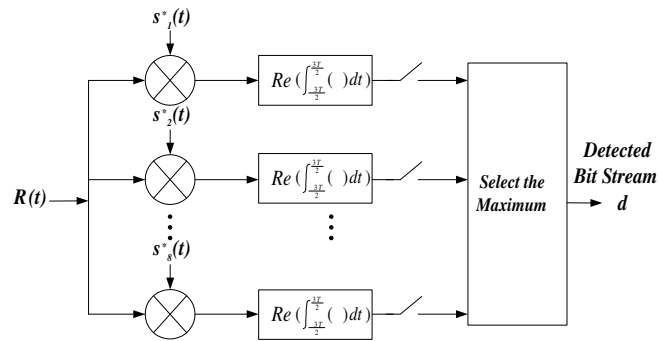 s*₁(t)
Re(∫_{-3T/2}^{3T/2} ( )dt)
s*₂(t)
Re(∫_{-3T/2}^{3T/2} ( )dt)
R(t)
Select the
Maximum
Detected
Bit Stream
d
s*₈(t)
Re(∫_{-3T/2}^{3T/2} ( )dt)